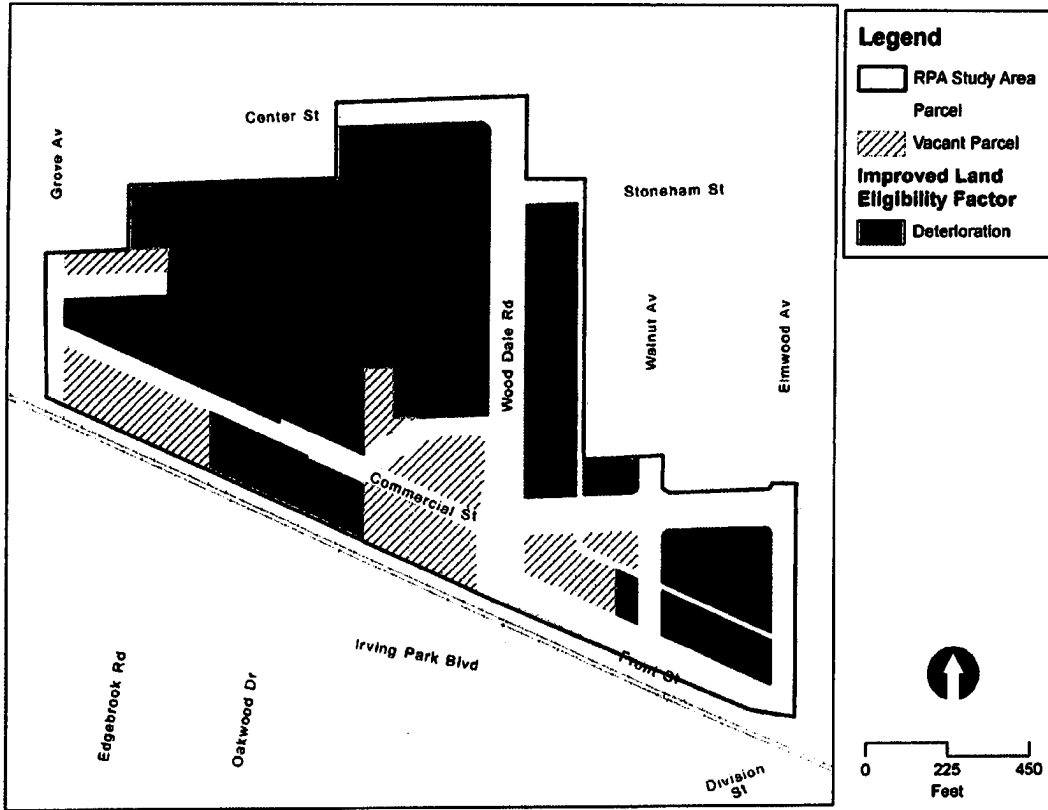 Legend
RPA Study Area
Parcel
Vacant Parcel
Improved Land
Eligibility Factor
Deterioration
Center St
Grove Av
Stoneham St
Wood Dale Rd
Walnut Av
Elmwood Av
Commercial St
Irving Park Blvd
Front St
Edgebrook Rd
Oakwood Dr
Division
St
0 225 450
Feet